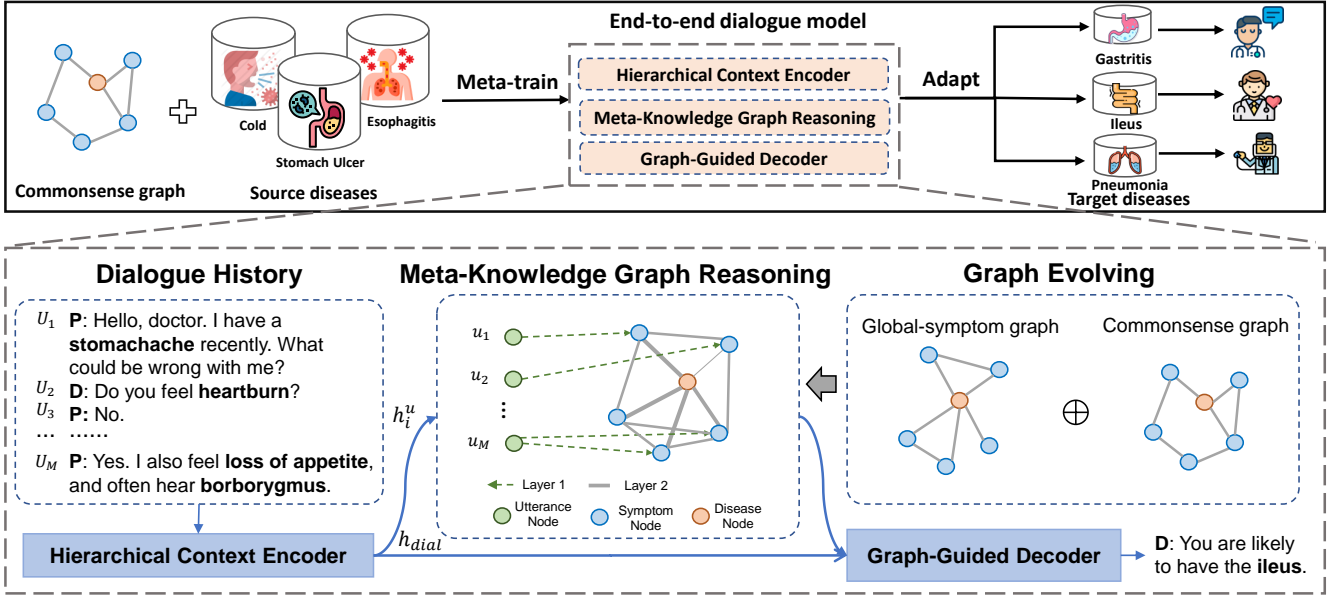 End-to-end dialogue model
Commonsense graph
Cold
Stomach Ulcer
Esophagitis
Source diseases
Meta-train
Hierarchical Context Encoder
Meta-Knowledge Graph Reasoning
Graph-Guided Decoder
Adapt
Gastritis
Ileus
Pneumonia
Target diseases
Dialogue History
U₁ P: Hello, doctor. I have a
stomachache recently. What
could be wrong with me?
U₂ D: Do you feel heartburn?
U₃ P: No.
... ......
U_M P: Yes. I also feel loss of appetite,
and often hear borborygmus.
Hierarchical Context Encoder
h_i^u
h_dial
Meta-Knowledge Graph Reasoning
u₁
u₂
⋮
u_M
Layer 1
Layer 2
Utterance
Node
Symptom
Node
Disease
Node
Graph Evolving
Global-symptom graph
Commonsense graph
Graph-Guided Decoder
D: You are likely
to have the ileus.